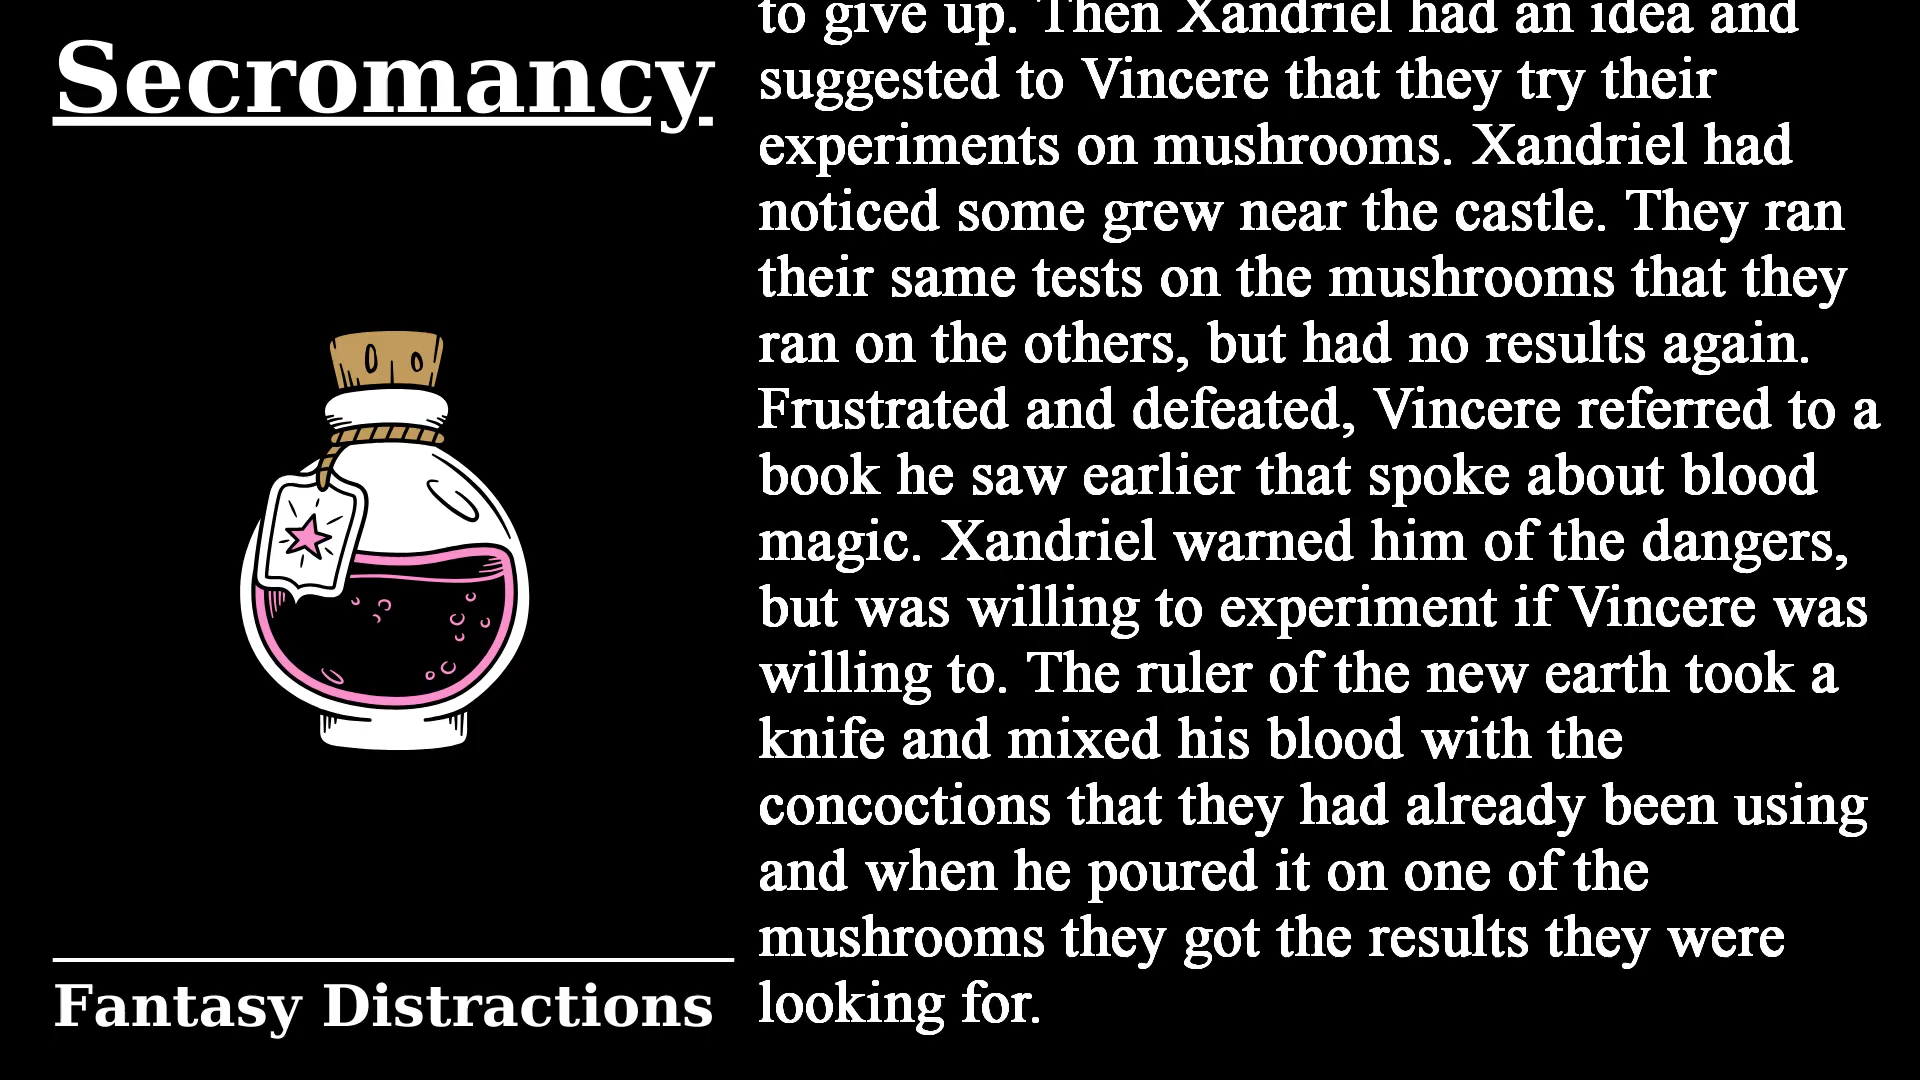 Secromancy
to give up. Then Xandriel had an idea and
suggested to Vincere that they try their
experiments on mushrooms. Xandriel had
noticed some grew near the castle. They ran
their same tests on the mushrooms that they
ran on the others, but had no results again.
Frustrated and defeated, Vincere referred to a
book he saw earlier that spoke about blood
magic. Xandriel warned him of the dangers,
but was willing to experiment if Vincere was
willing to. The ruler of the new earth took a
knife and mixed his blood with the
concoctions that they had already been using
and when he poured it on one of the
mushrooms they got the results they were
looking for.
Fantasy Distractions